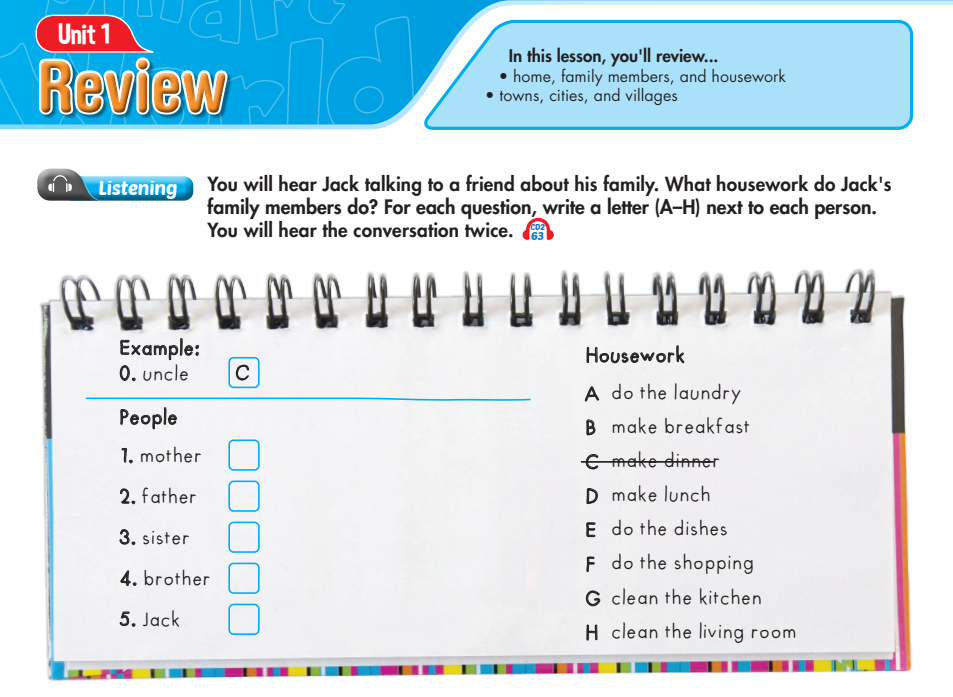 Unit 1
Review
In this lesson, you'll review...
• home, family members, and housework
• towns, cities, and villages
Listening
You will hear Jack talking to a friend about his family. What housework do Jack's
family members do? For each question, write a letter (A–H) next to each person.
You will hear the conversation twice.
CD2
63
Example:
0. uncle C
People
1. mother
2. father
3. sister
4. brother
5. Jack
Housework
A do the laundry
B make breakfast
C make dinner
D make lunch
E do the dishes
F do the shopping
G clean the kitchen
H clean the living room